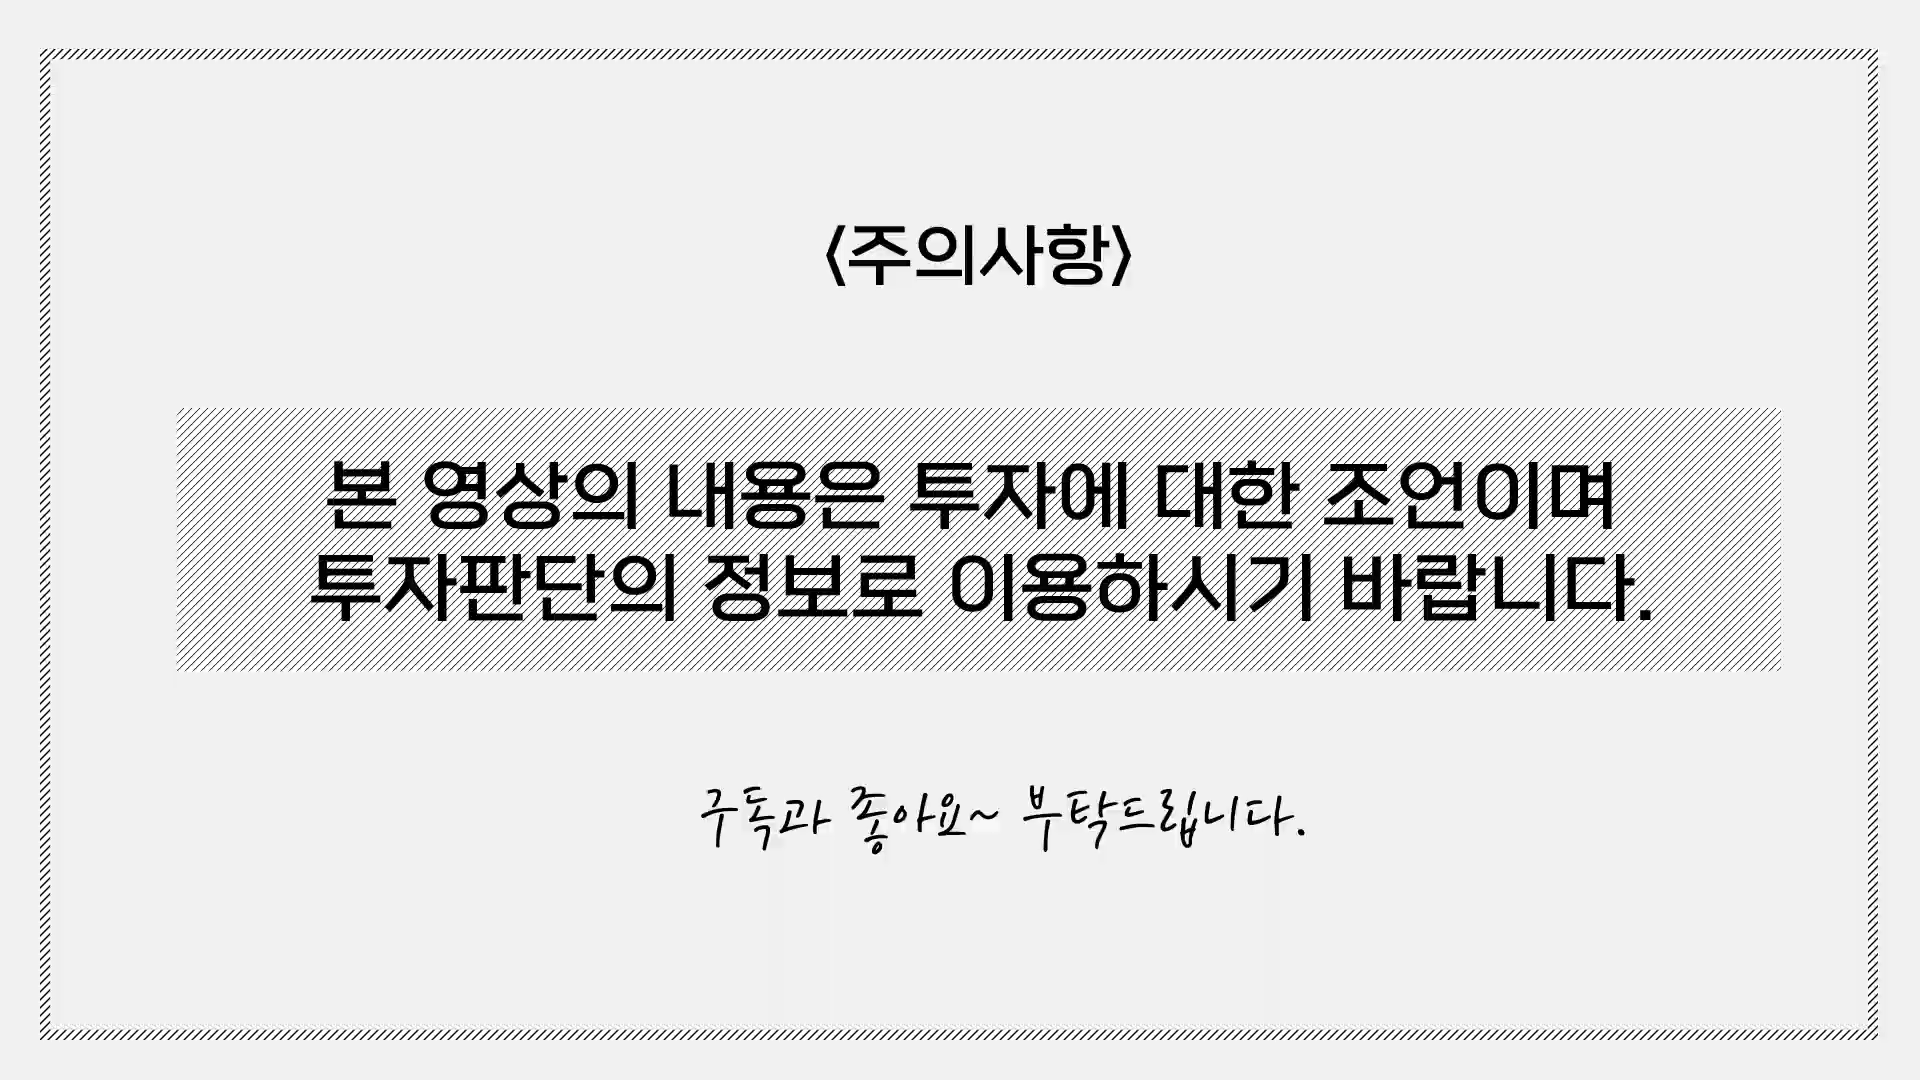 〈주의사항〉
본 영상의 내용은 투자에 대한 조언이며
투자판단의 정보로 이용하시기 바랍니다.
구독과 좋아요~ 부탁드립니다.